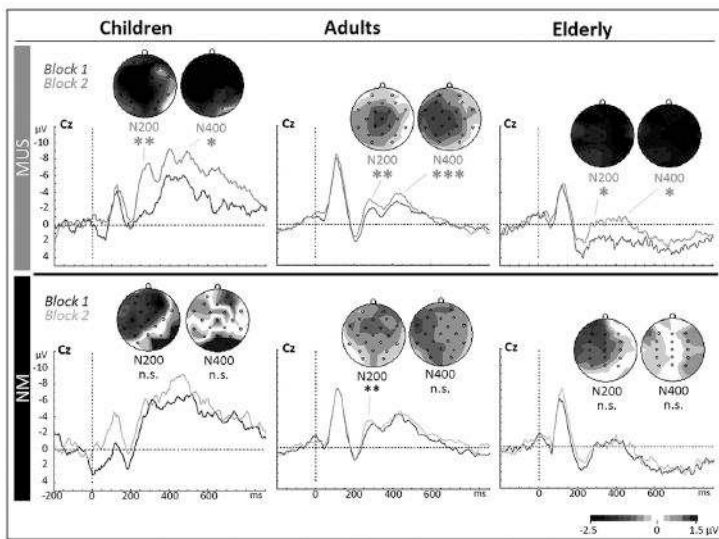 Children Adults Elderly
MUS
Block 1
Block 2
Cz
N200 N400
** *
µV
-10
-8
-6
-4
-2
0
2
4
Cz
N200 N400
** ***
Cz
N200 N400
* *
NM
Block 1
Block 2
Cz
N200 N400
n.s. n.s.
µV
-10
-8
-6
-4
-2
0
2
4
-200 0 200 400 600 ms
Cz
N200 N400
** n.s.
0 200 400 600 ms
Cz
N200 N400
n.s. n.s.
0 200 400 600 ms
-2.5 0 1.5 µV